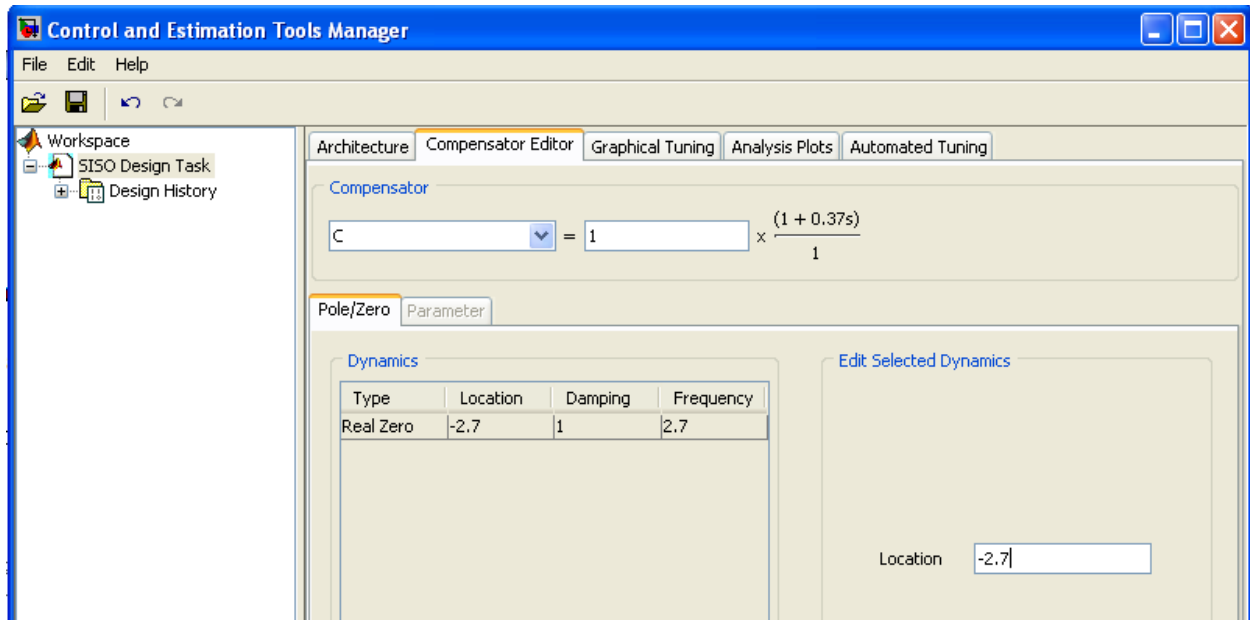 Control and Estimation Tools Manager
File Edit Help
Workspace
SISO Design Task
Design History
Architecture Compensator Editor Graphical Tuning Analysis Plots Automated Tuning
Compensator
C = 1 x (1 + 0.37s)
1
Pole/Zero Parameter
Dynamics
Edit Selected Dynamics
Type Location Damping Frequency
Real Zero -2.7 1 2.7
Location -2.7